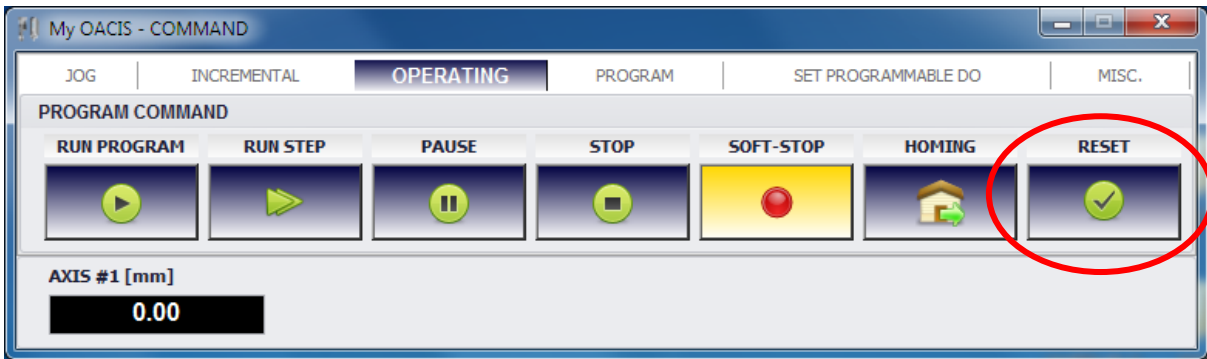 My OACIS - COMMAND
JOG INCREMENTAL OPERATING PROGRAM SET PROGRAMMABLE DO MISC.
PROGRAM COMMAND
RUN PROGRAM RUN STEP PAUSE STOP SOFT-STOP HOMING RESET
AXIS #1 [mm]
0.00